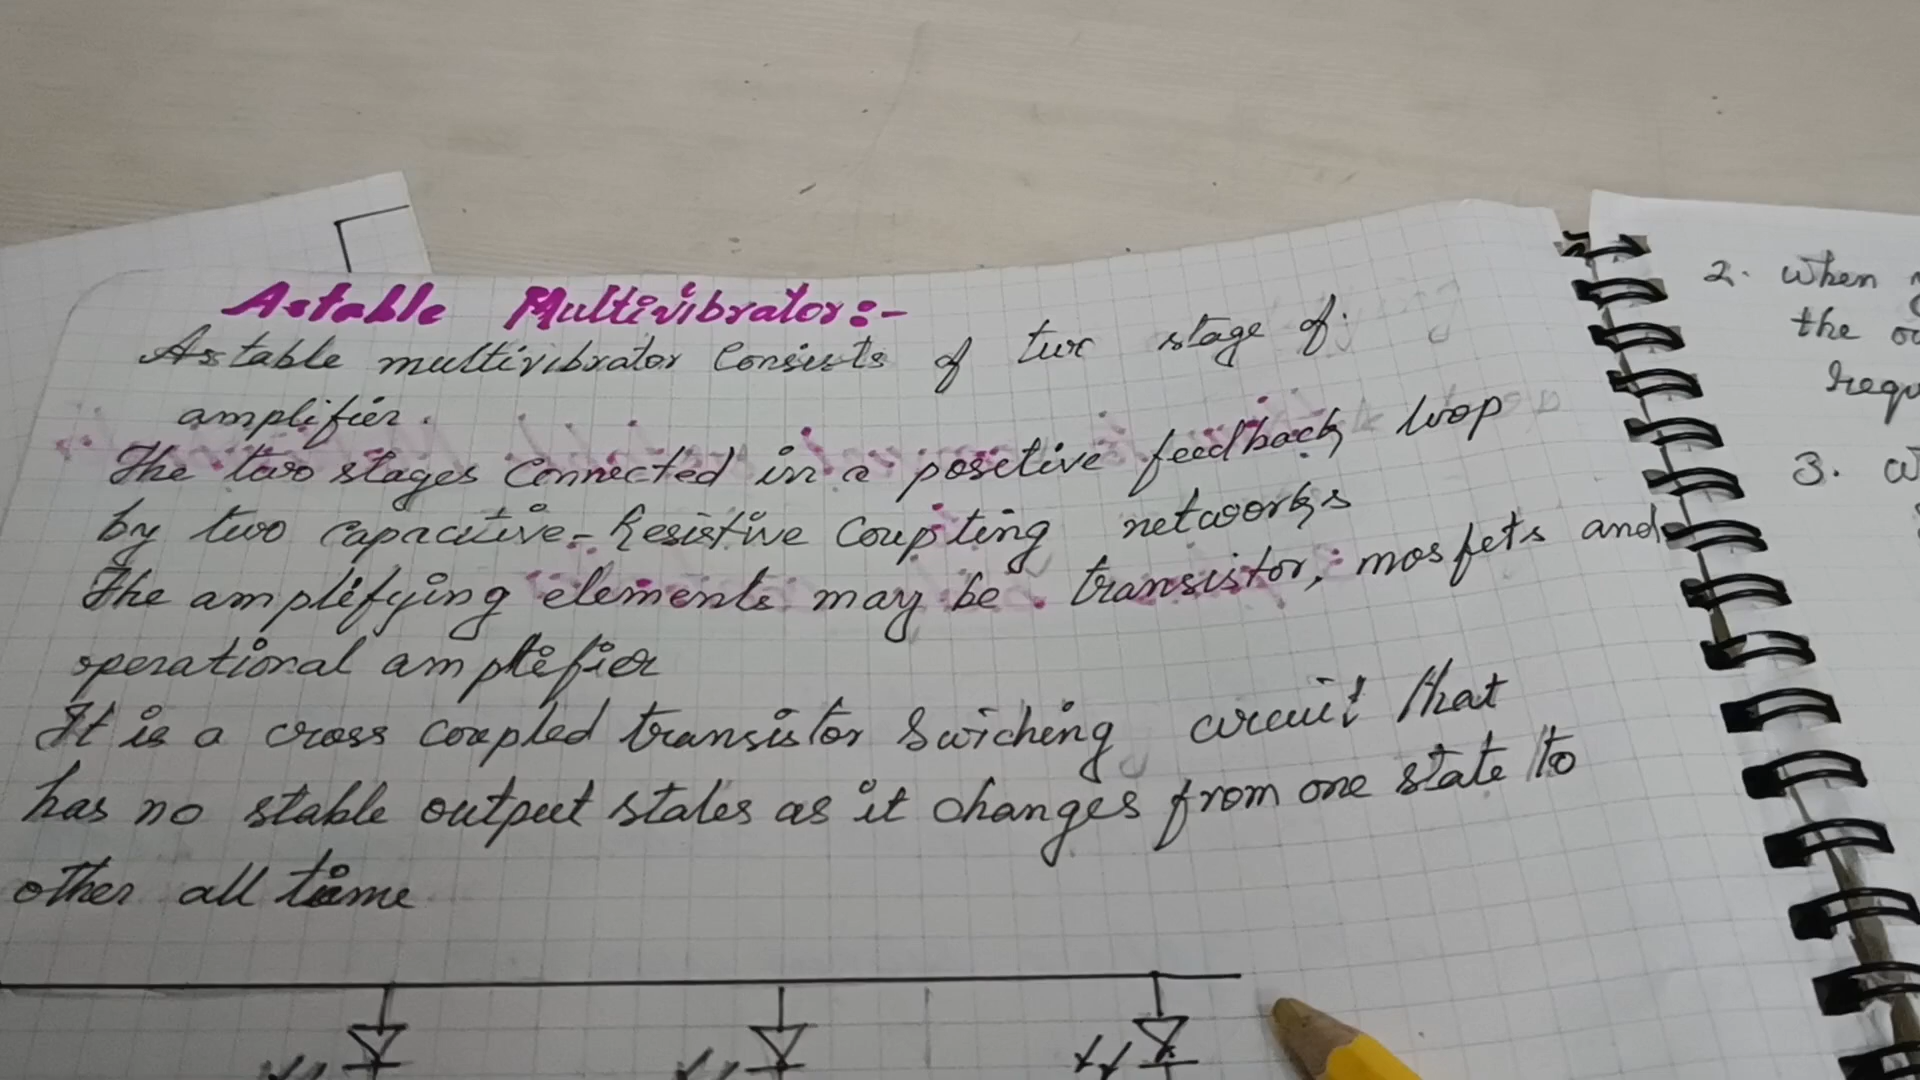 Astable Multivibrator:-
Astable multivibrator consists of two stage of
amplifier.
The two stages connected in a positive feedback loop
by two capacitive-Resistive coupting networks
The amplifying elements may be transistor, mosfets and
operational amplifier
It is a cross coupled transistor Swiching circuit that
has no stable output states as it changes from one state to
other all time
2. when
the
3.